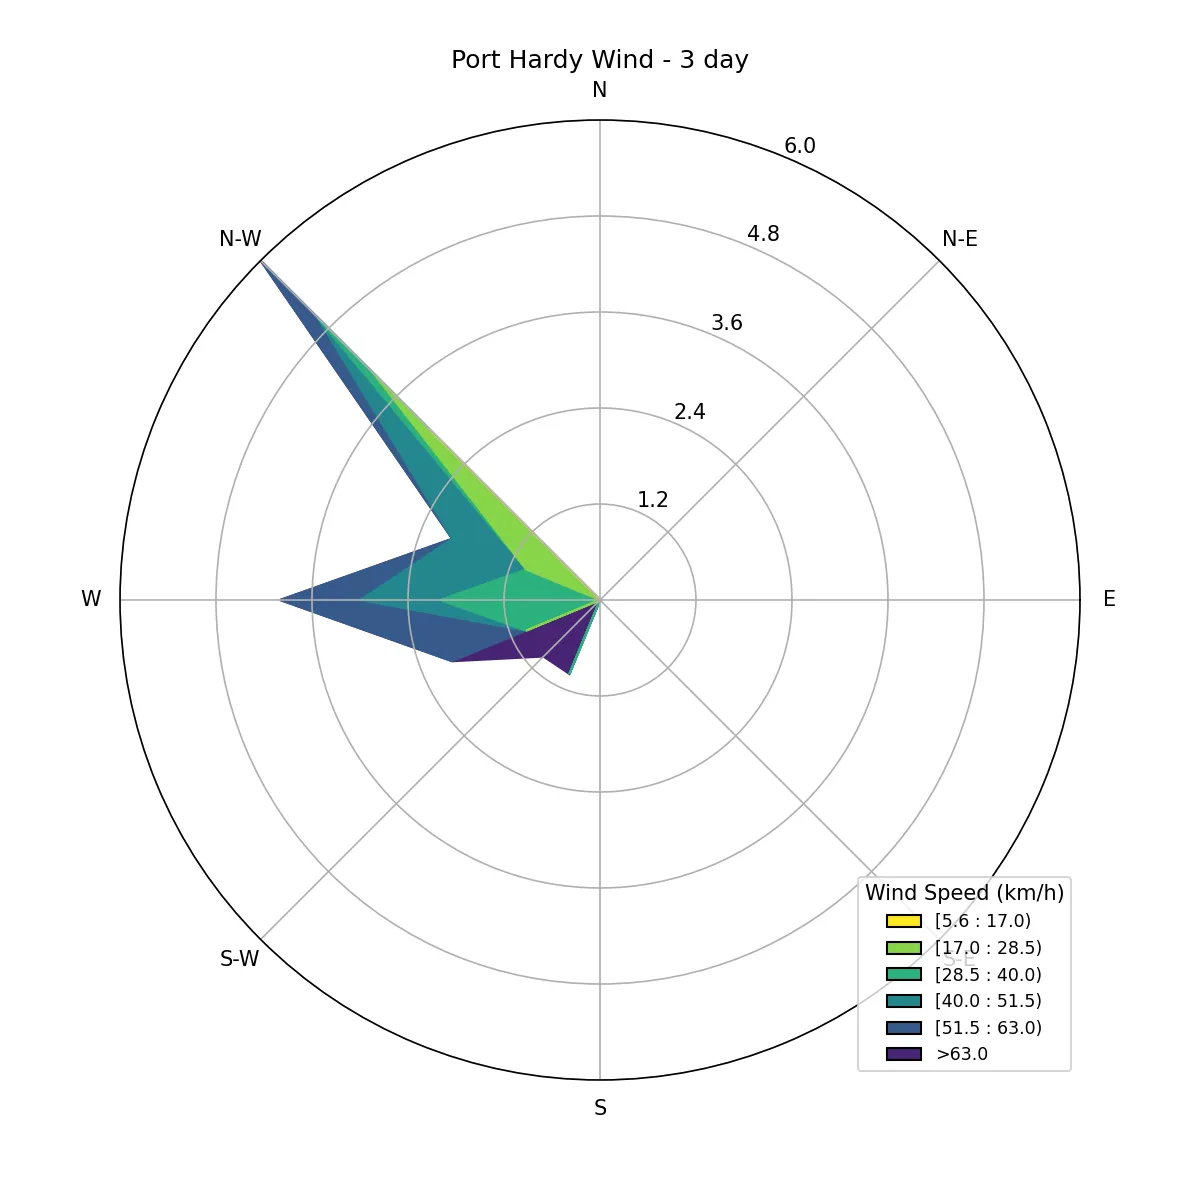 Port Hardy Wind - 3 day
N
6.0
N-W
N-E
4.8
3.6
2.4
1.2
W
E
Wind Speed (km/h)
[5.6 : 17.0)
[17.0 : 28.5)
S-W
S-E
[28.5 : 40.0)
[40.0 : 51.5)
[51.5 : 63.0)
>63.0
S